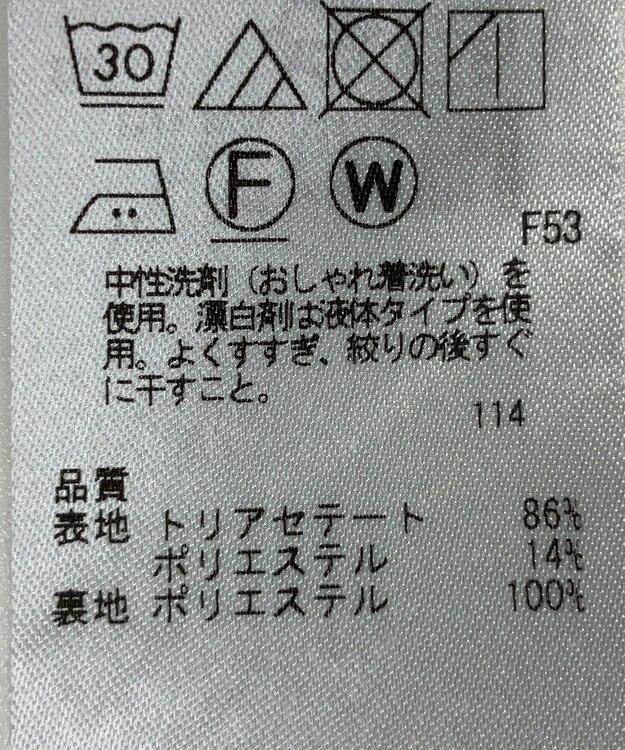 30
F W
F53
中性洗剤（おしゃれ着洗い）を
使用。漂白剤は液体タイプを使
用。よくすすぎ、絞りの後すぐ
に干すこと。
114
品質
表地 トリアセテート 86%
ポリエステル 14%
裏地 ポリエステル 100%